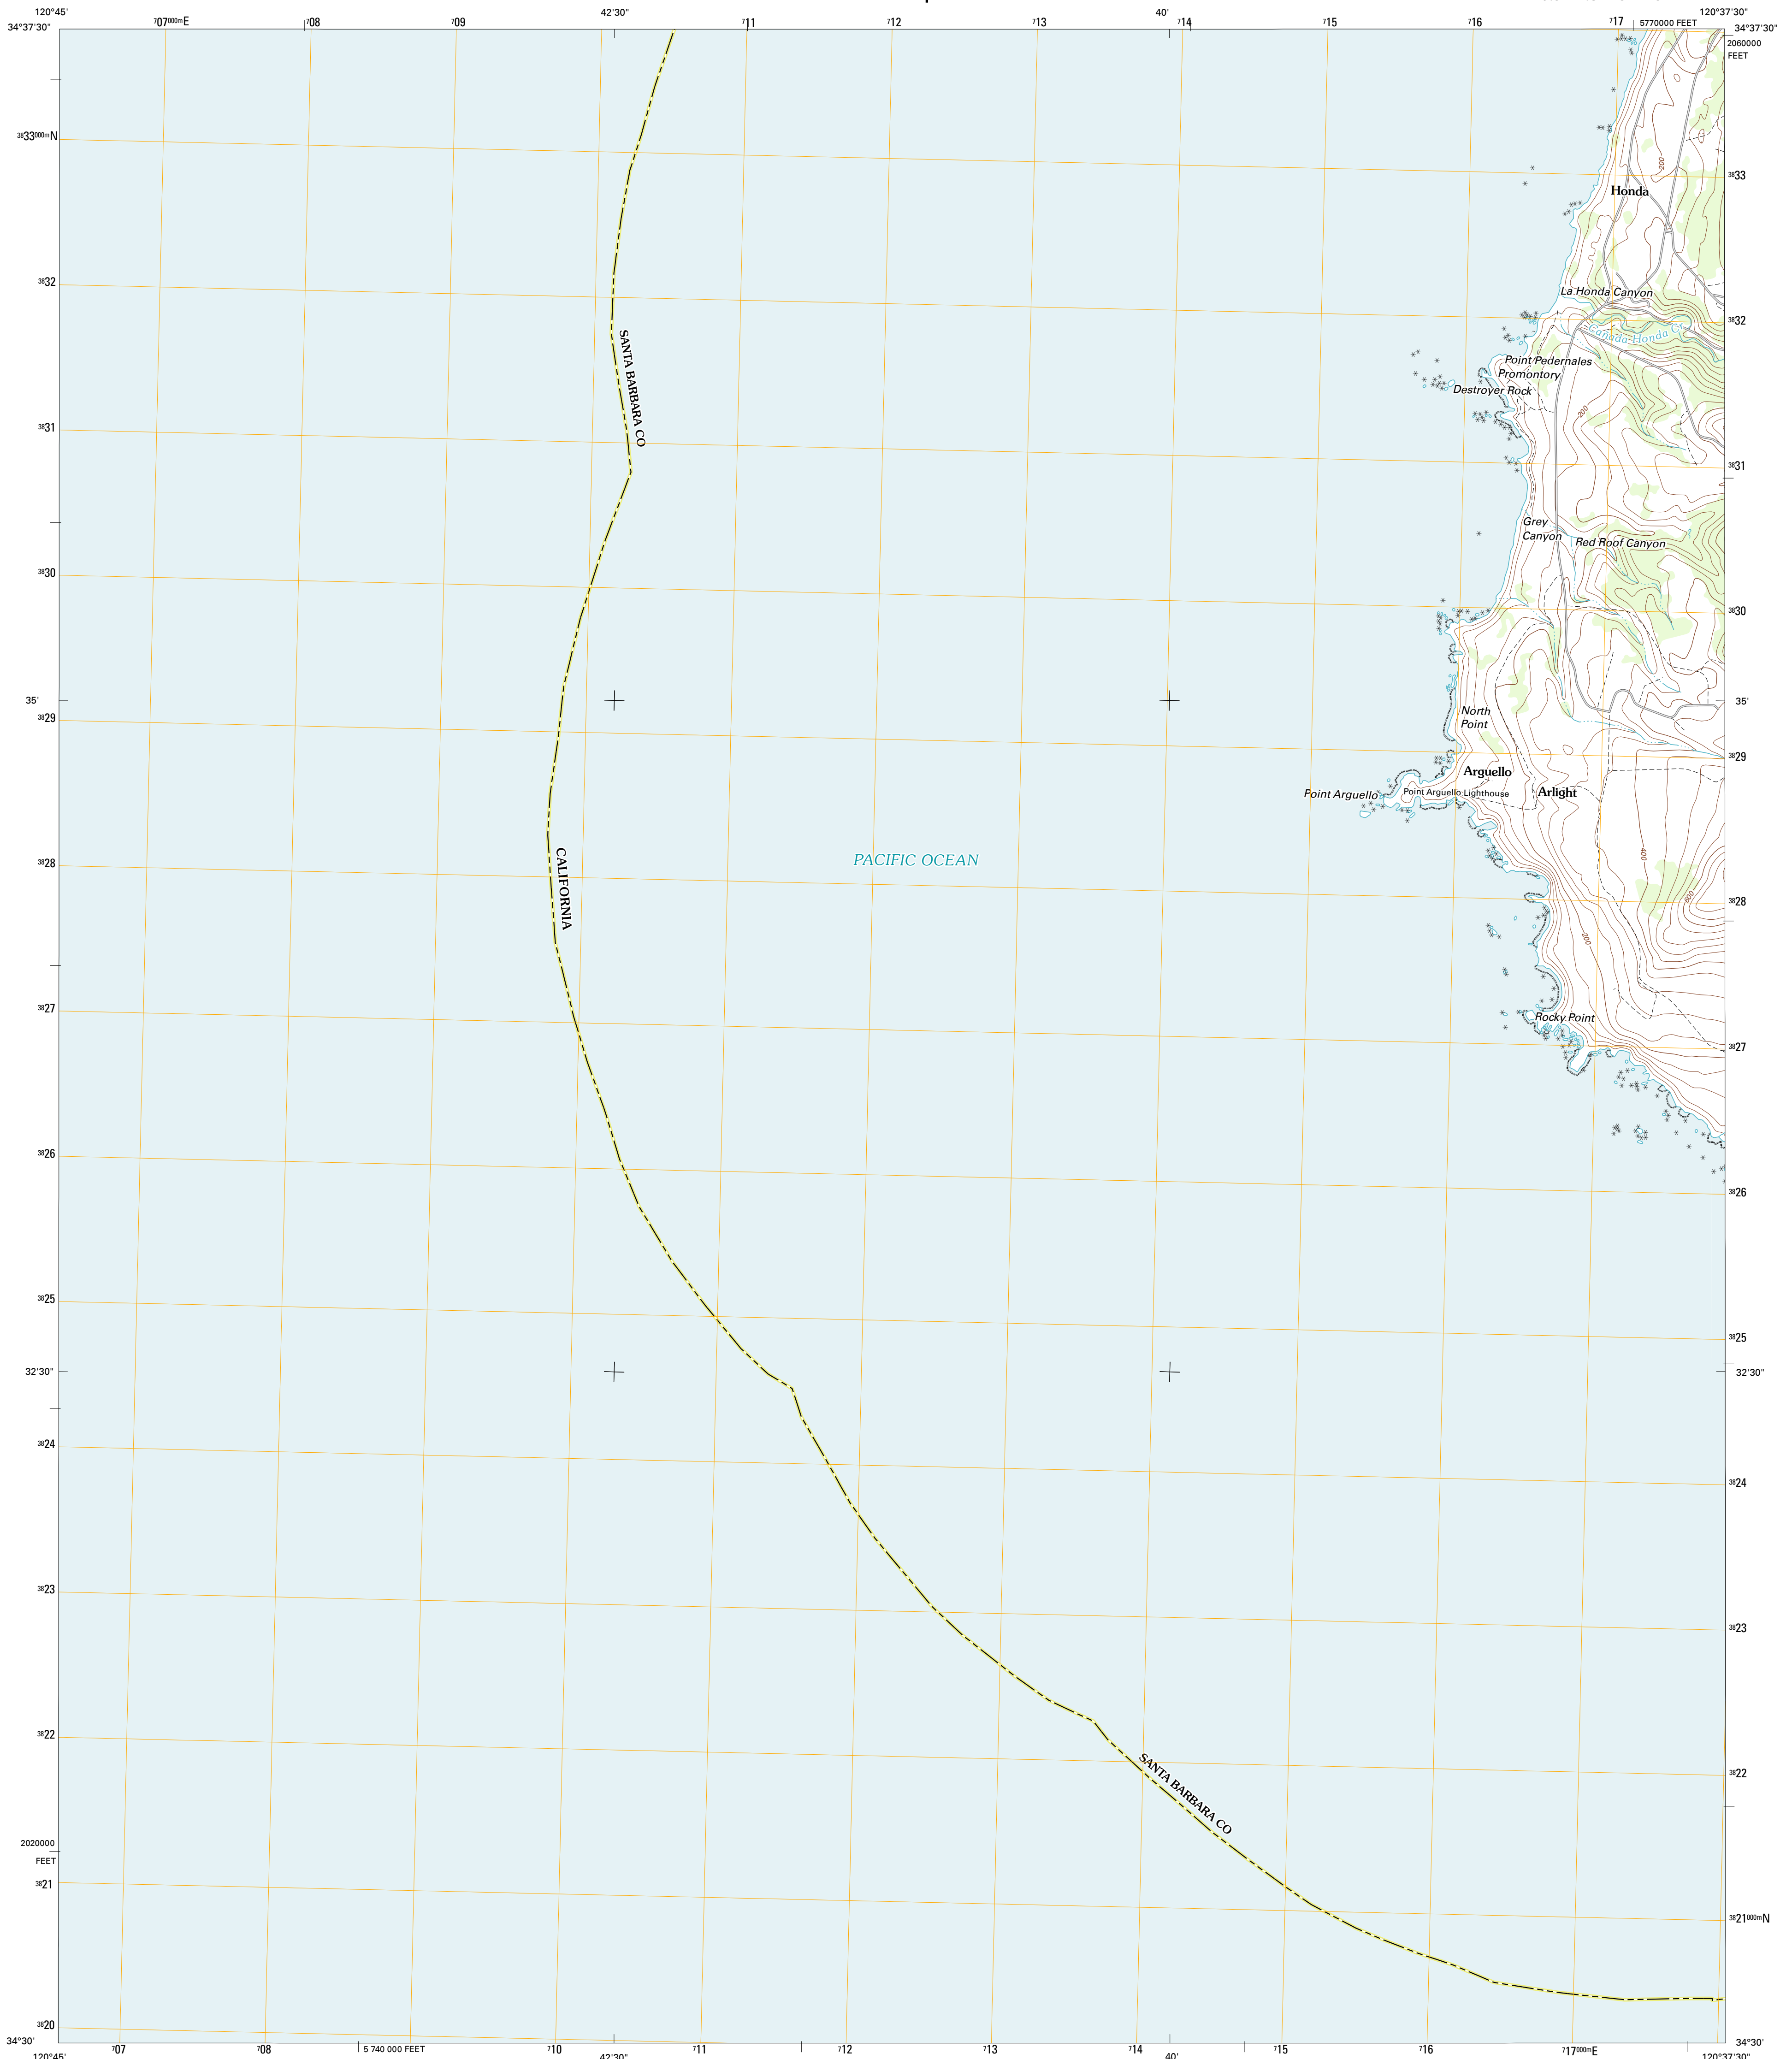 120°45' 42'30" 40' 120°37'30"
⁷07⁰⁰⁰ᵐE ⁷08 ⁷09 ⁷11 ⁷12 ⁷13 ⁷14 ⁷15 ⁷16 ⁷17 5770000 FEET
34°37'30" 34°37'30"
2060000
FEET
³⁸33⁰⁰⁰ᵐN
³⁸33
200
Honda
³⁸32
La Honda Canyon
³⁸32
Cañada Honda Cr
SANTA BARBARA CO
Point Pedernales
Promontory
Destroyer Rock
200
³⁸31
³⁸31
Grey
Canyon
Red Roof Canyon
³⁸30
³⁸30
35' 35'
North
Point
³⁸29
³⁸29
Arguello
Point Arguello
Point Arguello Lighthouse
Arlight
PACIFIC OCEAN
400
³⁸28
CALIFORNIA
600
³⁸28
200
³⁸27
Rocky Point
³⁸27
³⁸26
³⁸26
³⁸25
³⁸25
32'30" 32'30"
³⁸24
³⁸24
³⁸23
³⁸23
³⁸22
³⁸22
SANTA BARBARA CO
2020000
FEET
³⁸21
³⁸21⁰⁰⁰ᵐN
³⁸20
34°30' 34°30'
⁷07 ⁷08 5 740 000 FEET ⁷10 ⁷11 ⁷12 ⁷13 ⁷14 ⁷15 ⁷16 ⁷17⁰⁰⁰ᵐE
120°45' 42'30" 40' 120°37'30"